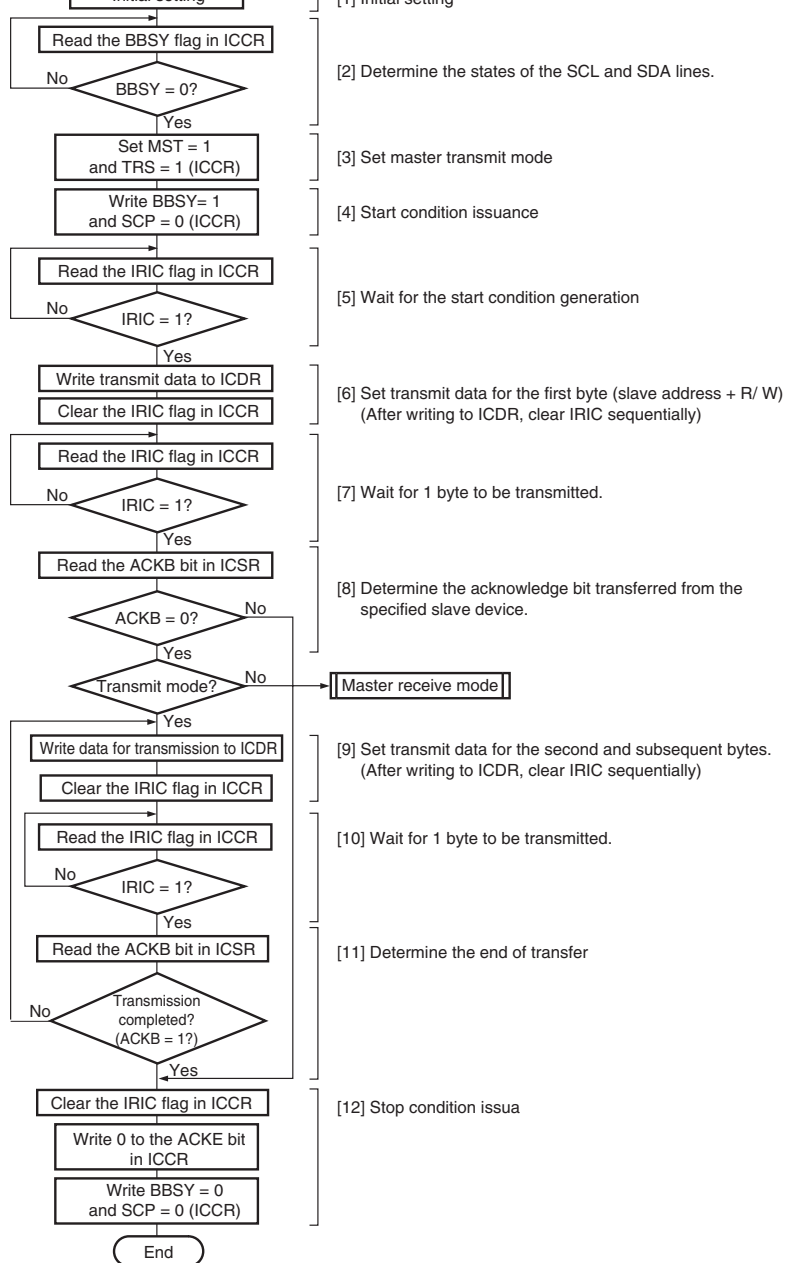 Initial setting
[1] Initial setting
Read the BBSY flag in ICCR
No
BBSY = 0?
Yes
[2] Determine the states of the SCL and SDA lines.
Set MST = 1
and TRS = 1 (ICCR)
[3] Set master transmit mode
Write BBSY= 1
and SCP = 0 (ICCR)
[4] Start condition issuance
Read the IRIC flag in ICCR
No
IRIC = 1?
Yes
[5] Wait for the start condition generation
Write transmit data to ICDR
Clear the IRIC flag in ICCR
[6] Set transmit data for the first byte (slave address + R/ W)
(After writing to ICDR, clear IRIC sequentially)
Read the IRIC flag in ICCR
No
IRIC = 1?
Yes
[7] Wait for 1 byte to be transmitted.
Read the ACKB bit in ICSR
ACKB = 0?
No
Yes
[8] Determine the acknowledge bit transferred from the
specified slave device.
Transmit mode?
No
Master receive mode
Yes
Write data for transmission to ICDR
Clear the IRIC flag in ICCR
[9] Set transmit data for the second and subsequent bytes.
(After writing to ICDR, clear IRIC sequentially)
Read the IRIC flag in ICCR
No
IRIC = 1?
Yes
[10] Wait for 1 byte to be transmitted.
Read the ACKB bit in ICSR
[11] Determine the end of transfer
No
Transmission
completed?
(ACKB = 1?)
Yes
Clear the IRIC flag in ICCR
[12] Stop condition issua
Write 0 to the ACKE bit
in ICCR
Write BBSY = 0
and SCP = 0 (ICCR)
End